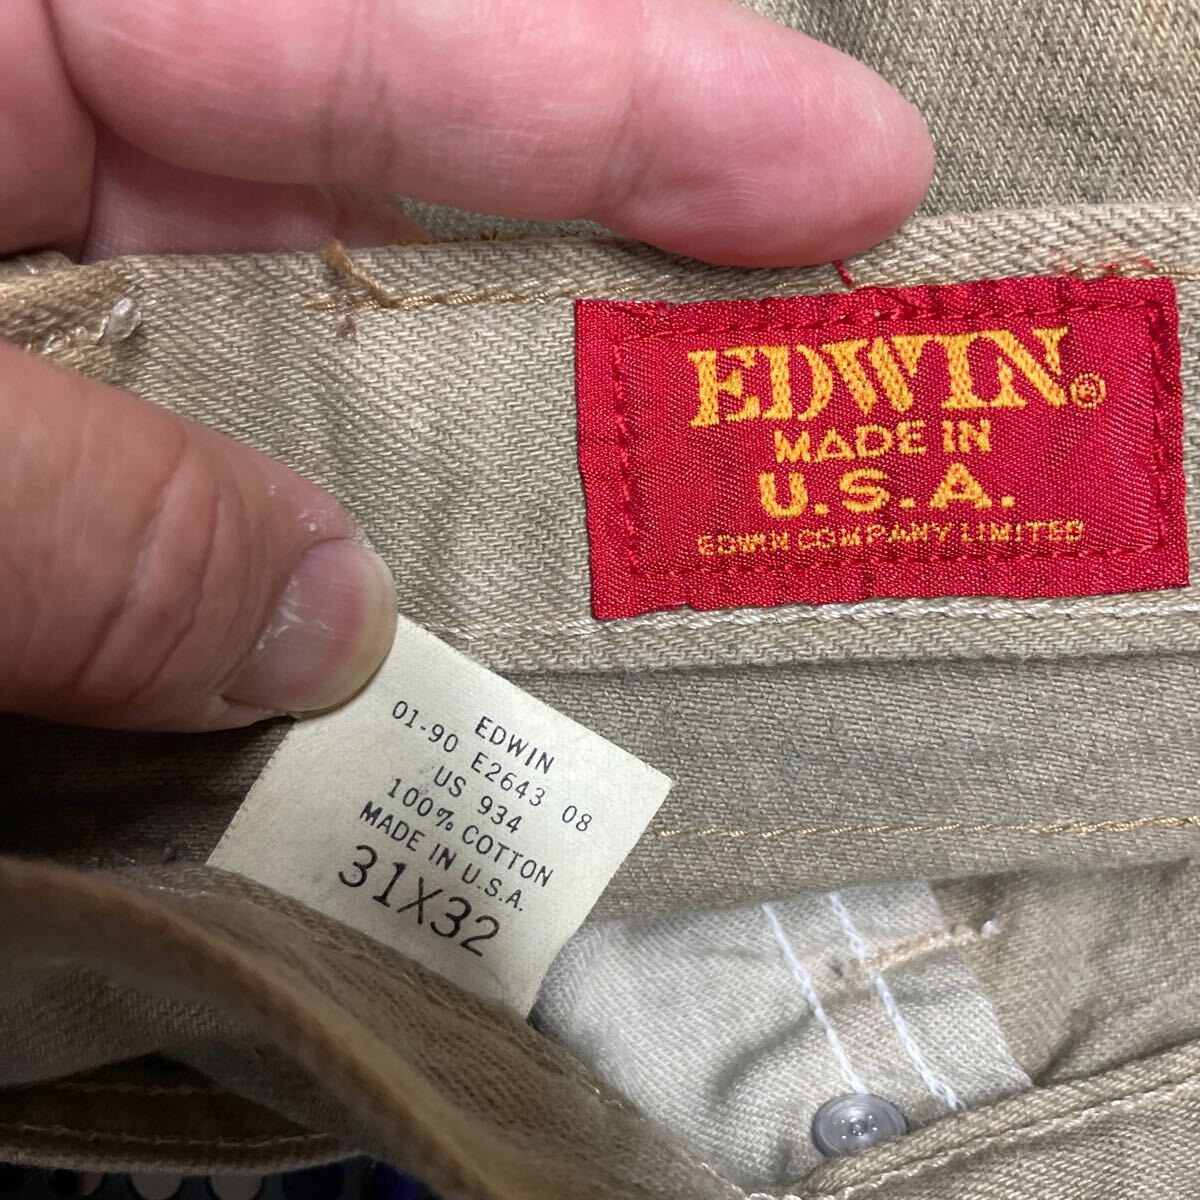 EDWIN®
MADE IN
U.S.A.
EDWIN COMPANY LIMITED
EDWIN
01-90 E2643 08
US 934
100% COTTON
MADE IN U.S.A.
31X32